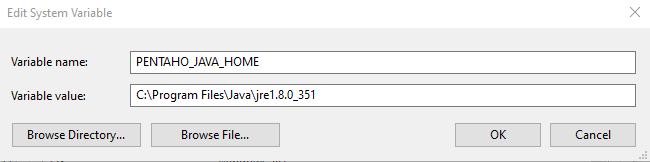 Edit System Variable
Variable name:
PENTAHO_JAVA_HOME
Variable value:
C:\Program Files\Java\jre1.8.0_351
Browse Directory...
Browse File...
OK
Cancel